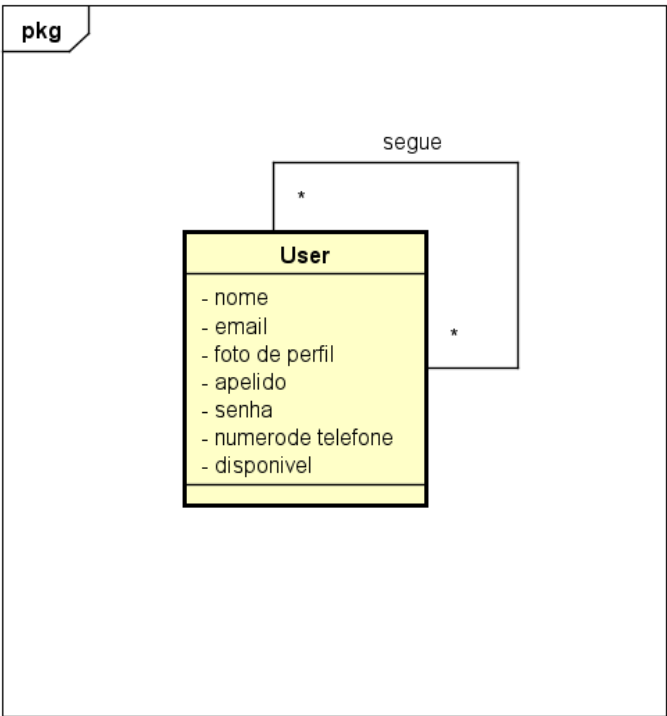 pkg
segue
*
User
- nome
- email
- foto de perfil
*
- apelido
- senha
- numerode telefone
- disponivel